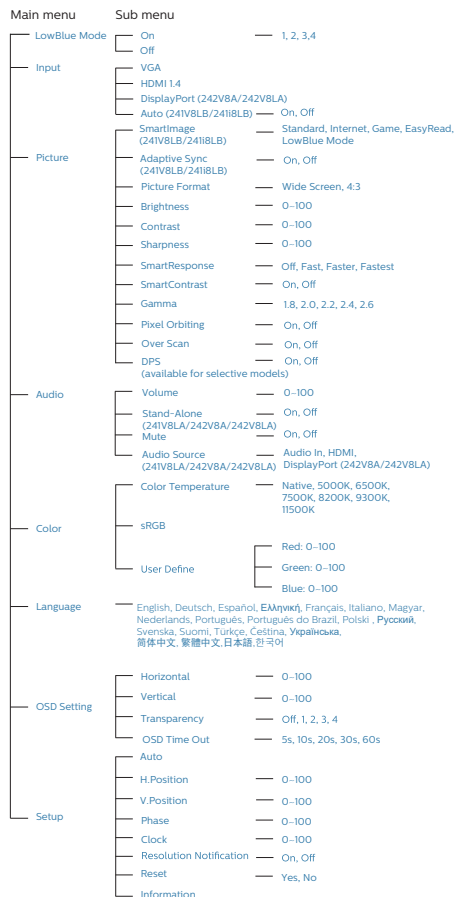 Main menu Sub menu
LowBlue Mode On 1, 2, 3,4
Off
Input VGA
HDMI 1.4
DisplayPort (242V8A/242V8LA)
Auto (241V8LB/241i8LB) On, Off
Picture SmartImage
(241V8LB/241i8LB) Standard, Internet, Game, EasyRead,
LowBlue Mode
Adaptive Sync
(241V8LB/241i8LB) On, Off
Picture Format Wide Screen, 4:3
Brightness 0-100
Contrast 0-100
Sharpness 0-100
SmartResponse Off, Fast, Faster, Fastest
SmartContrast On, Off
Gamma 1.8, 2.0, 2.2, 2.4, 2.6
Pixel Orbiting On, Off
Over Scan On, Off
DPS On, Off
(available for selective models)
Audio Volume 0-100
Stand-Alone On, Off
(241V8LA/242V8A/242V8LA)
Mute On, Off
Audio Source Audio In, HDMI,
(241V8LA/242V8A/242V8LA) DisplayPort (242V8A/242V8LA)
Color Color Temperature Native, 5000K, 6500K,
7500K, 8200K, 9300K,
11500K
sRGB
User Define Red: 0-100
Green: 0-100
Blue: 0-100
Language English, Deutsch, Español, Ελληνική, Français, Italiano, Magyar,
Nederlands, Português, Português do Brazil, Polski , Русский,
Svenska, Suomi, Türkçe, Čeština, Українська,
简体中文, 繁體中文,日本語,한국어
OSD Setting Horizontal 0-100
Vertical 0-100
Transparency Off, 1, 2, 3, 4
OSD Time Out 5s, 10s, 20s, 30s, 60s
Setup Auto
H.Position 0-100
V.Position 0-100
Phase 0-100
Clock 0-100
Resolution Notification On, Off
Reset Yes, No
Information